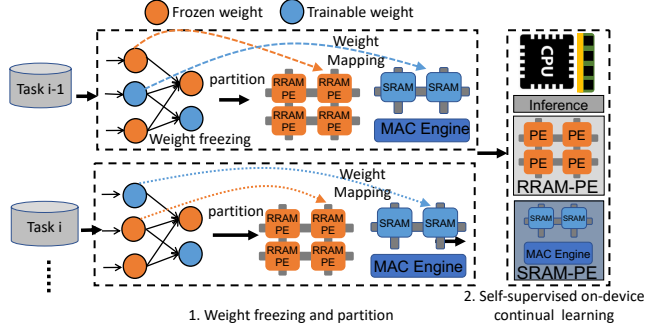 Frozen weight
Trainable weight
Task i-1
Weight freezing
partition
Weight
Mapping
RRAM
PE
RRAM
PE
RRAM
PE
RRAM
PE
SRAM
SRAM
MAC Engine
Task i
partition
Weight
Mapping
RRAM
PE
RRAM
PE
RRAM
PE
RRAM
PE
SRAM
SRAM
MAC Engine
1. Weight freezing and partition
CPU
Inference
PE
PE
PE
PE
RRAM-PE
SRAM
SRAM
MAC Engine
SRAM-PE
2. Self-supervised on-device
continual learning